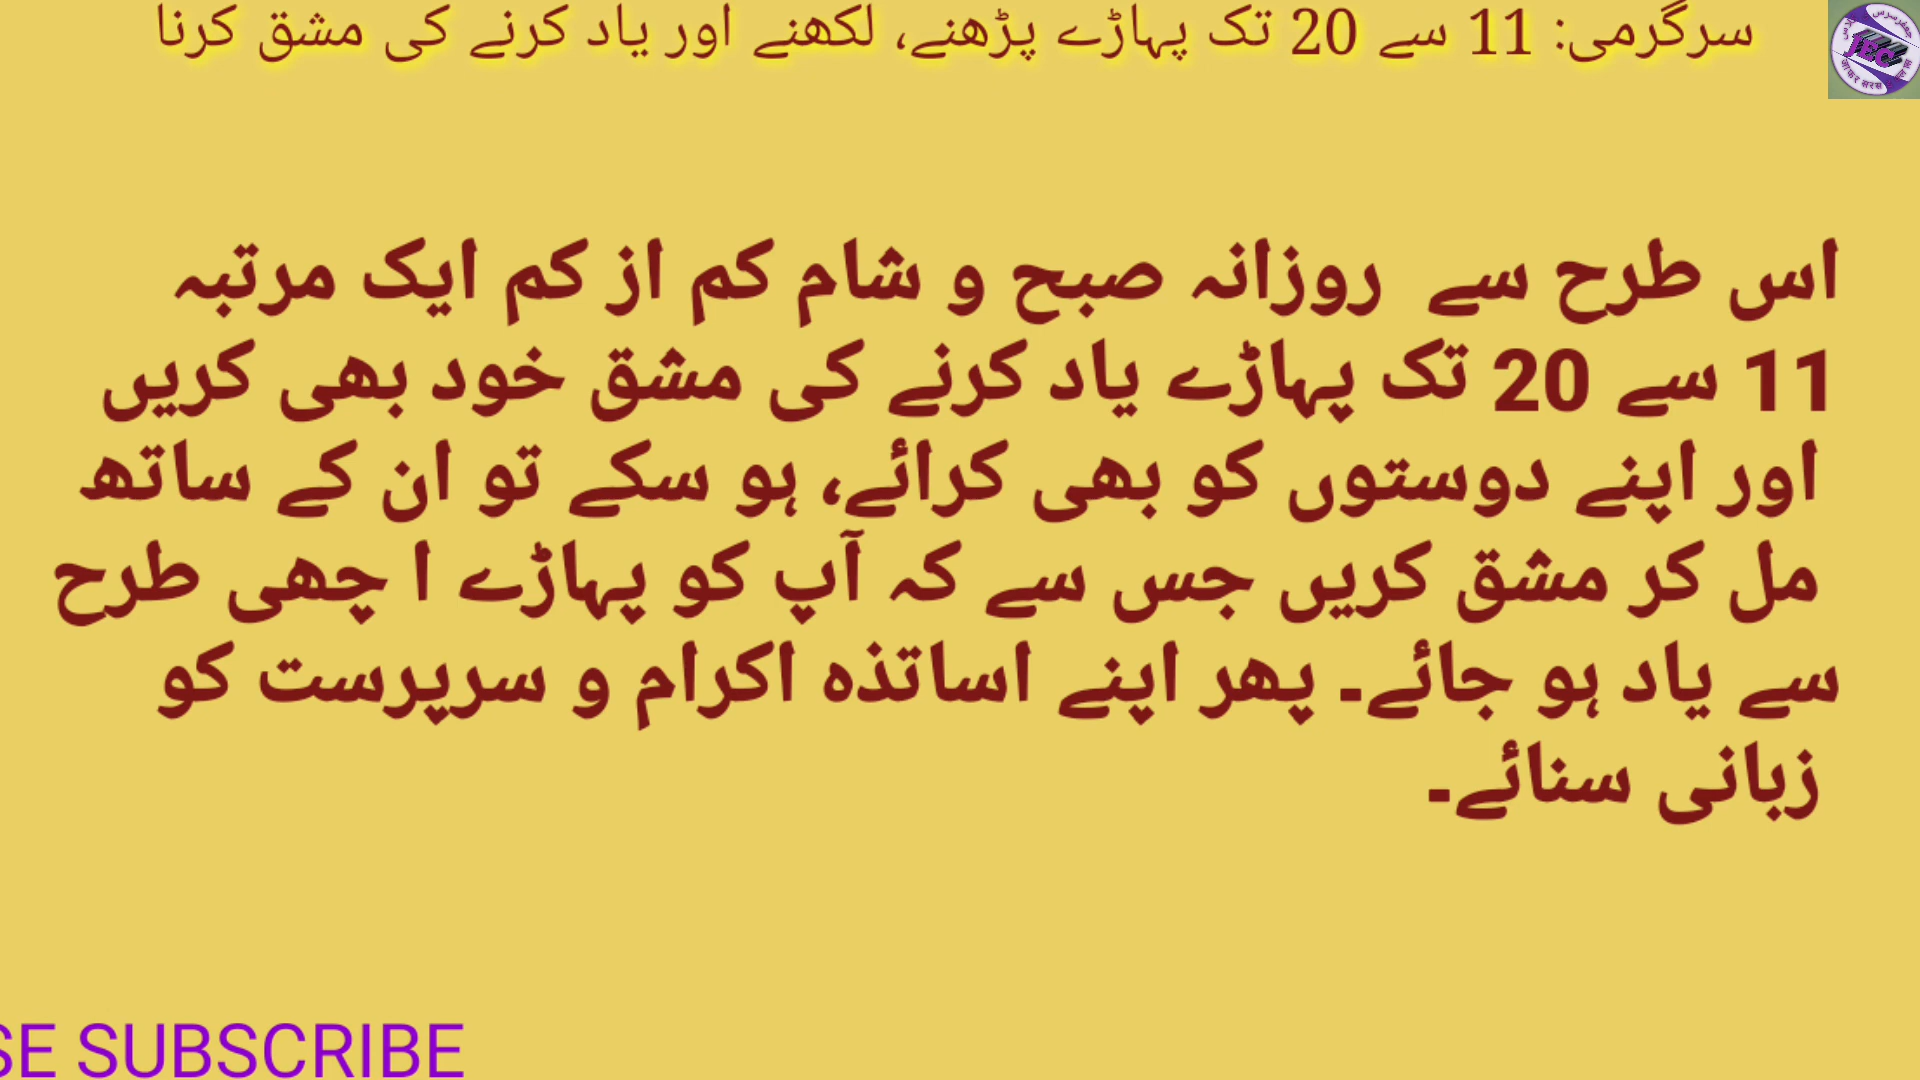 سرگرمی: 11 سے 20 تک پہاڑے پڑھنے، لکھنے اور یاد کرنے کی مشق کرنا
JEC
اس طرح سے روزانہ صبح و شام کم از کم ایک مرتبہ
11 سے 20 تک پہاڑے یاد کرنے کی مشق خود بھی کریں
اور اپنے دوستوں کو بھی کرائے، ہو سکے تو ان کے ساتھ
مل کر مشق کریں جس سے کہ آپ کو پہاڑے ا چھی طرح
سے یاد ہو جائے۔ پھر اپنے اساتذہ اکرام و سرپرست کو
زبانی سنائے۔
SE SUBSCRIBE